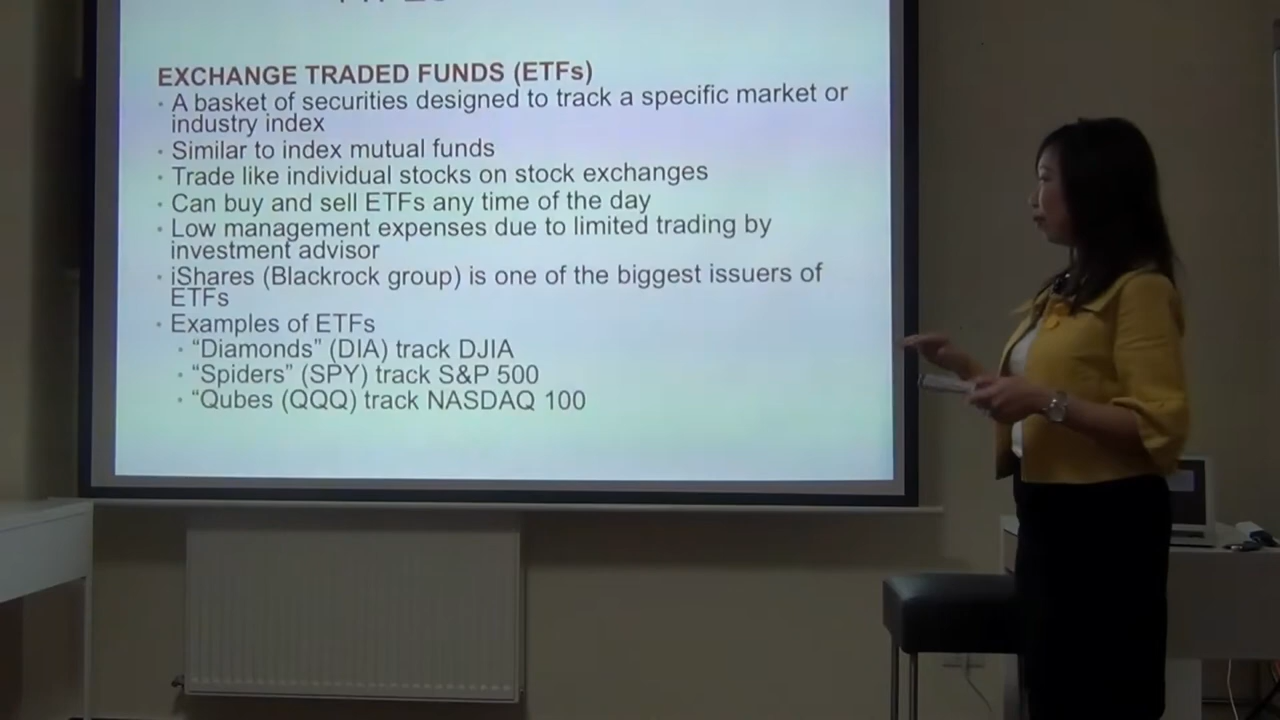 EXCHANGE TRADED FUNDS (ETFs)
· A basket of securities designed to track a specific market or
industry index
· Similar to index mutual funds
· Trade like individual stocks on stock exchanges
· Can buy and sell ETFs any time of the day
· Low management expenses due to limited trading by
investment advisor
· iShares (Blackrock group) is one of the biggest issuers of
ETFs
· Examples of ETFs
· “Diamonds” (DIA) track DJIA
· “Spiders” (SPY) track S&P 500
· “Qubes (QQQ) track NASDAQ 100